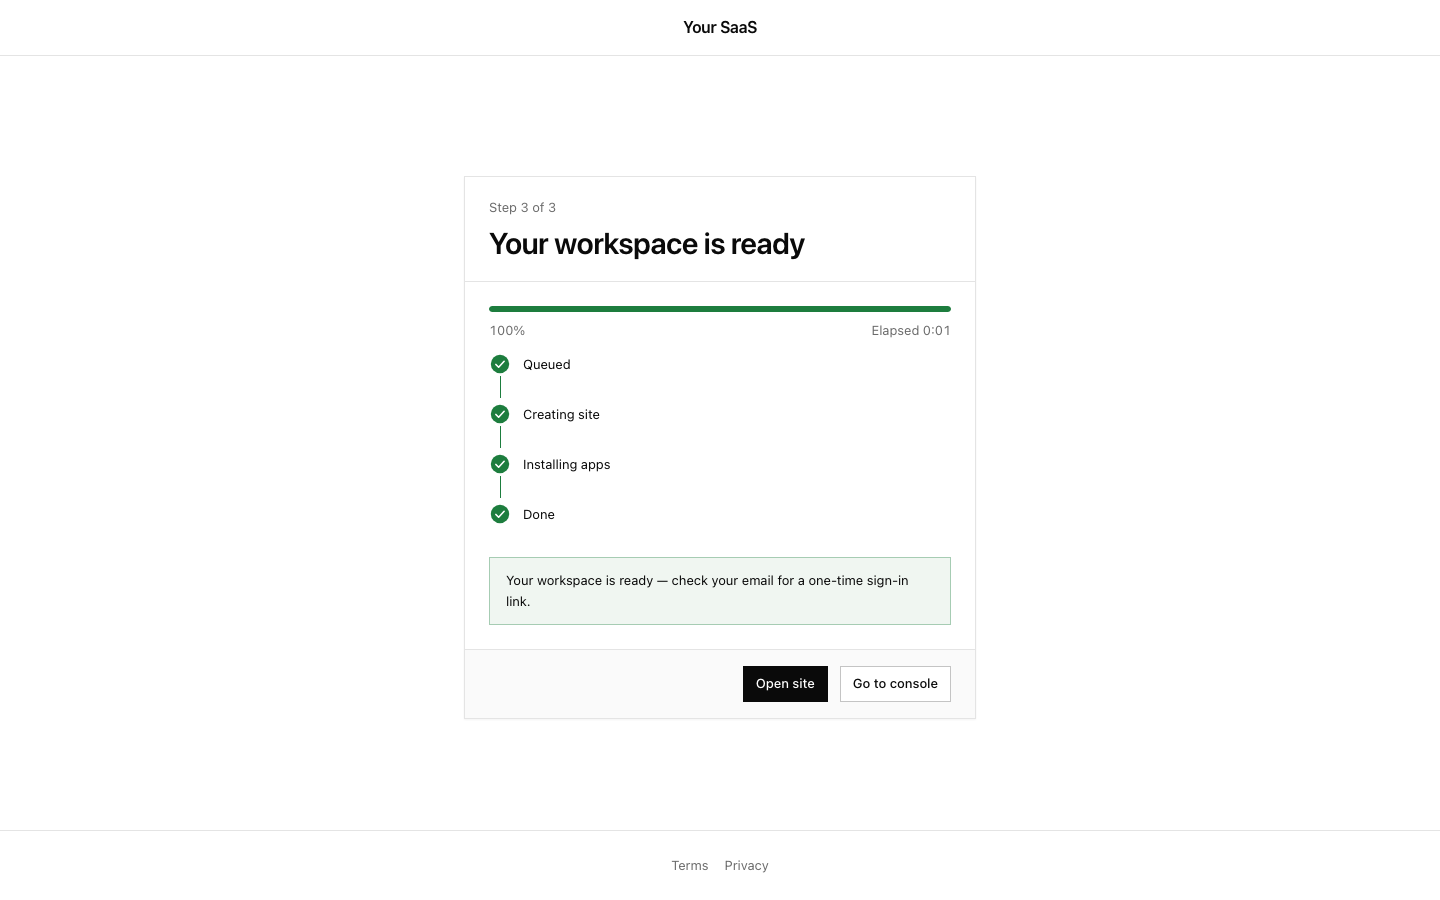 Your SaaS
Step 3 of 3
Your workspace is ready
100%
Elapsed 0:01
Queued
Creating site
Installing apps
Done
Your workspace is ready — check your email for a one-time sign-in
link.
Open site
Go to console
Terms
Privacy